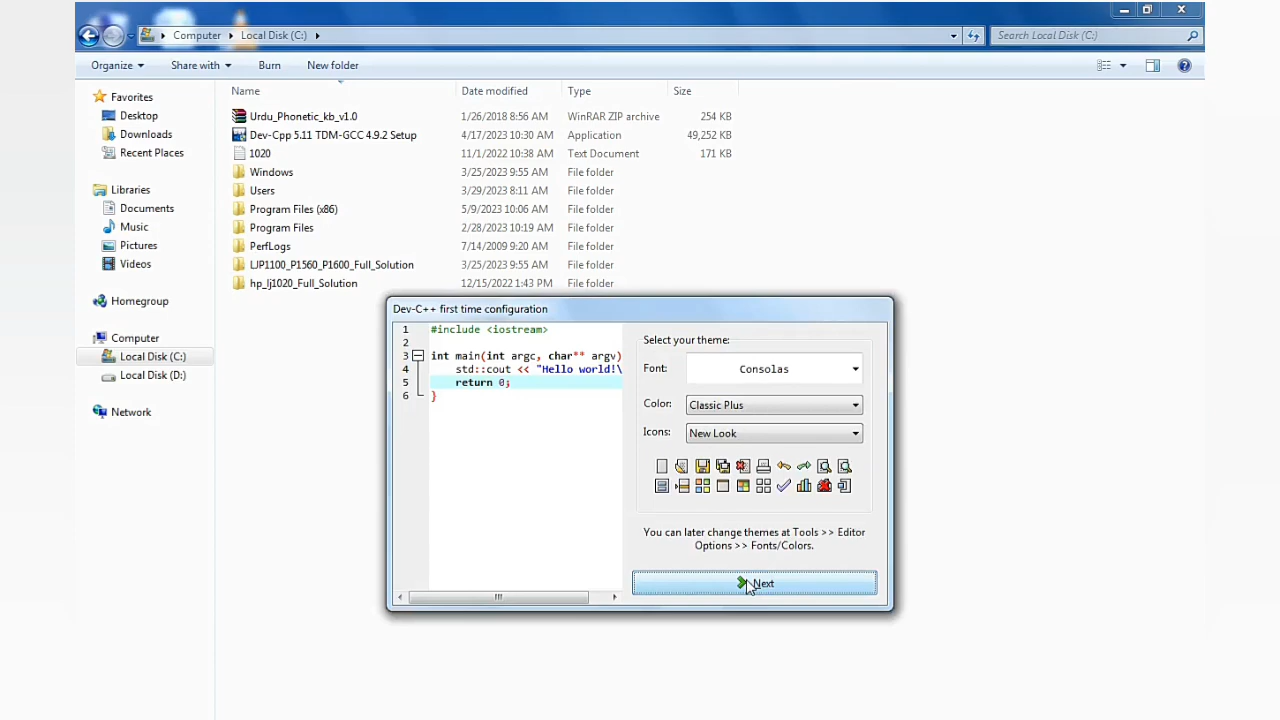 Computer Local Disk (C:)
Search Local Disk (C:)
Organize Share with Burn New folder
Name Date modified Type Size
Favorites
Desktop
Downloads
Recent Places
Libraries
Documents
Music
Pictures
Videos
Homegroup
Computer
Local Disk (C:)
Local Disk (D:)
Network
Urdu_Phonetic_kb_v1.0 1/26/2018 8:56 AM WinRAR ZIP archive 254 KB
Dev-Cpp 5.11 TDM-GCC 4.9.2 Setup 4/17/2023 10:30 AM Application 49,252 KB
1020 11/1/2022 10:38 AM Text Document 171 KB
Windows 3/25/2023 9:55 AM File folder
Users 3/29/2023 8:11 AM File folder
Program Files (x86) 5/9/2023 10:06 AM File folder
Program Files 2/28/2023 10:19 AM File folder
PerfLogs 7/14/2009 9:20 AM File folder
LJP1100_P1560_P1600_Full_Solution 3/25/2023 9:55 AM File folder
hp_lj1020_Full_Solution 12/15/2022 1:43 PM File folder
Dev-C++ first time configuration
1 #include <iostream>
2
3 int main(int argc, char** argv)
4 std::cout << "Hello world!\
5 return 0;
6 }
Select your theme:
Font: Consolas
Color: Classic Plus
Icons: New Look
You can later change themes at Tools >> Editor
Options >> Fonts/Colors.
Next